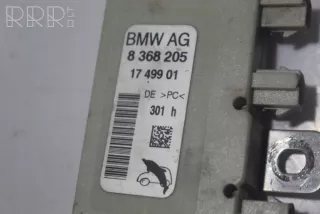 RRR
BMW AG
8 368 205
17 499 01
DE >PC<
301 h